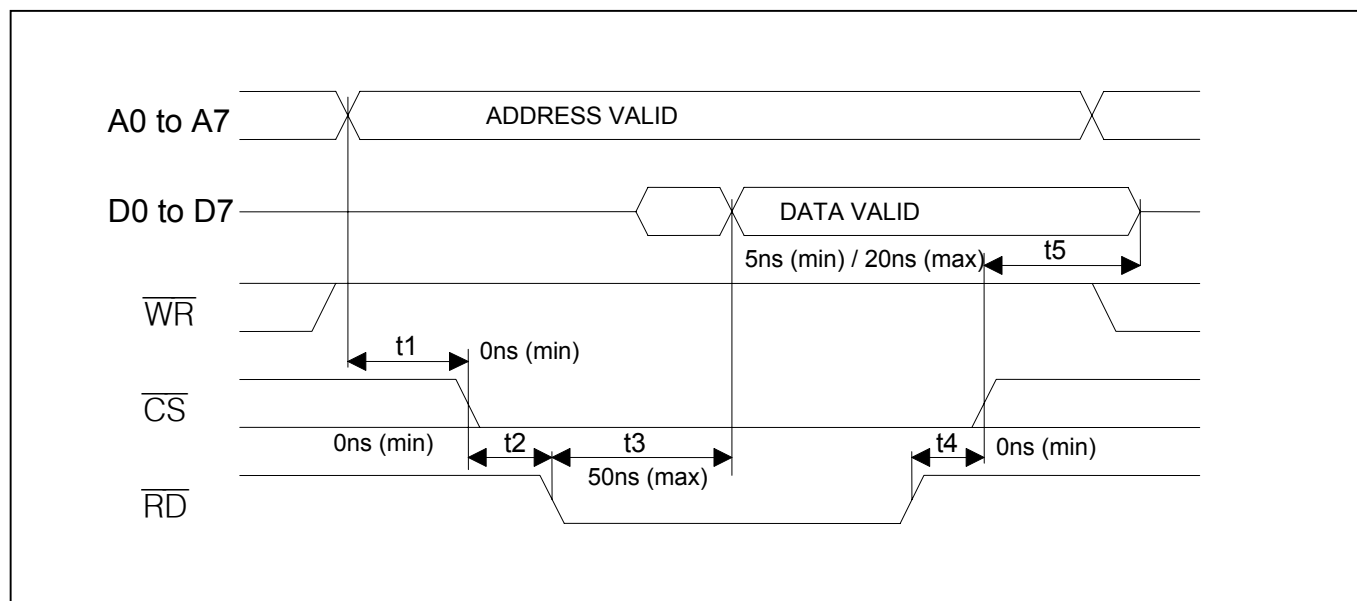 A0 to A7
ADDRESS VALID
D0 to D7
DATA VALID
5ns (min) / 20ns (max)
t5
WR
t1
0ns (min)
CS
0ns (min)
t2
t3
t4
0ns (min)
50ns (max)
RD